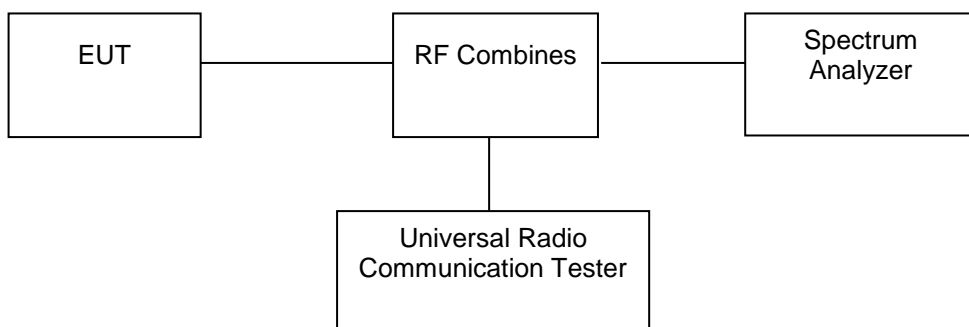 EUT
RF Combines
Spectrum
Analyzer
Universal Radio
Communication Tester